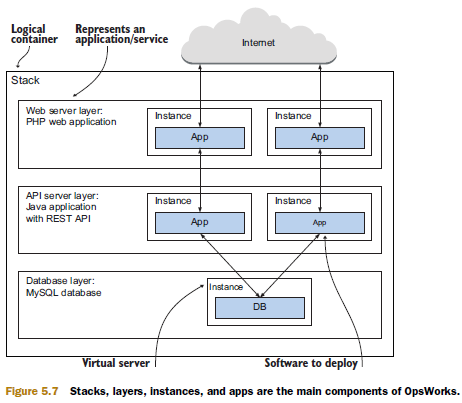 Logical
container
Represents an
application/service
Internet
Stack
Web server layer:
PHP web application
Instance
App
Instance
App
API server layer:
Java application
with REST API
Instance
App
Instance
App
Database layer:
MySQL database
Instance
DB
Virtual server
Software to deploy
Figure 5.7 Stacks, layers, instances, and apps are the main components of OpsWorks.